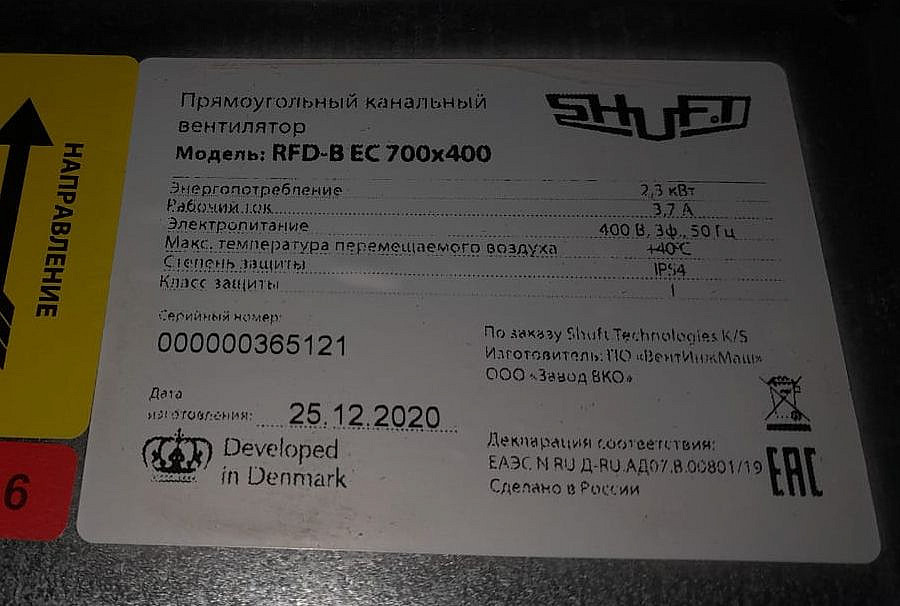 Прямоугольный канальный
вентилятор
Модель: RFD-B EC 700x400
SHUFT
Энергопотребление 2,3 кВт
Рабочий ток 3,7 А
Электропитание 400 В, 3ф., 50 Гц
Макс. температура перемещаемого воздуха +40°C
Степень защиты IP54
Класс защиты I
Серийный номер:
000000365121
По заказу Shuft Technologies K/S
Изготовитель: ПО «ВентИнжМаш»
ООО «Завод ВКО»
Дата
изготовления: 25.12.2020
Developed
in Denmark
Декларация соответствия:
ЕАЭС N RU Д-RU.АД07.В.00801/19
Сделано в России
EAC
НАПРАВЛЕНИЕ
6